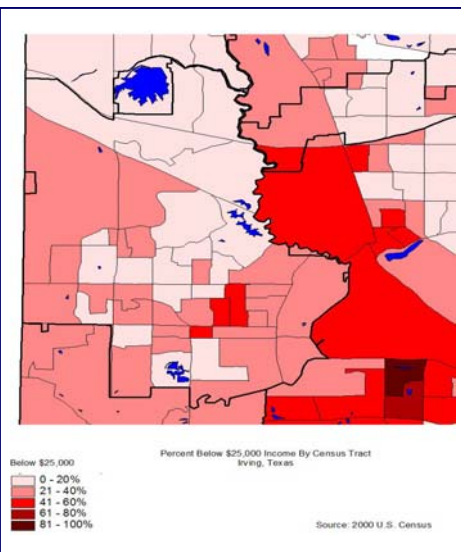 Percent Below $25,000 Income By Census Tract
Irving, Texas
Below $25,000
0 - 20%
21 - 40%
41 - 60%
61 - 80%
81 - 100%
Source: 2000 U.S. Census